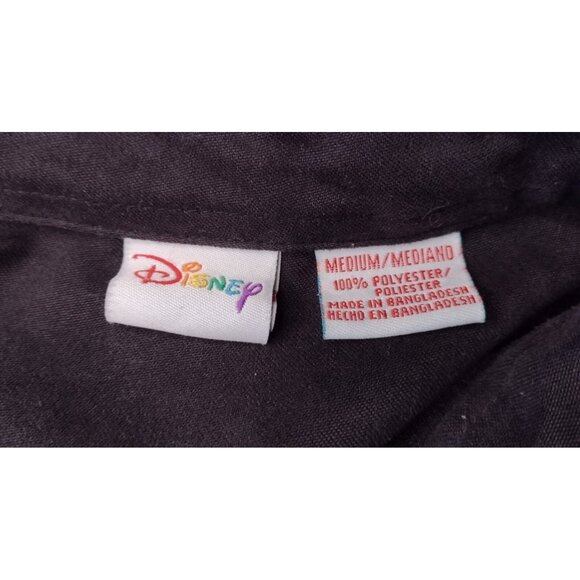 Disney
MEDIUM/MEDIANO
100% POLYESTER/
POLIESTER
MADE IN BANGLADESH
HECHO EN BANGLADESH